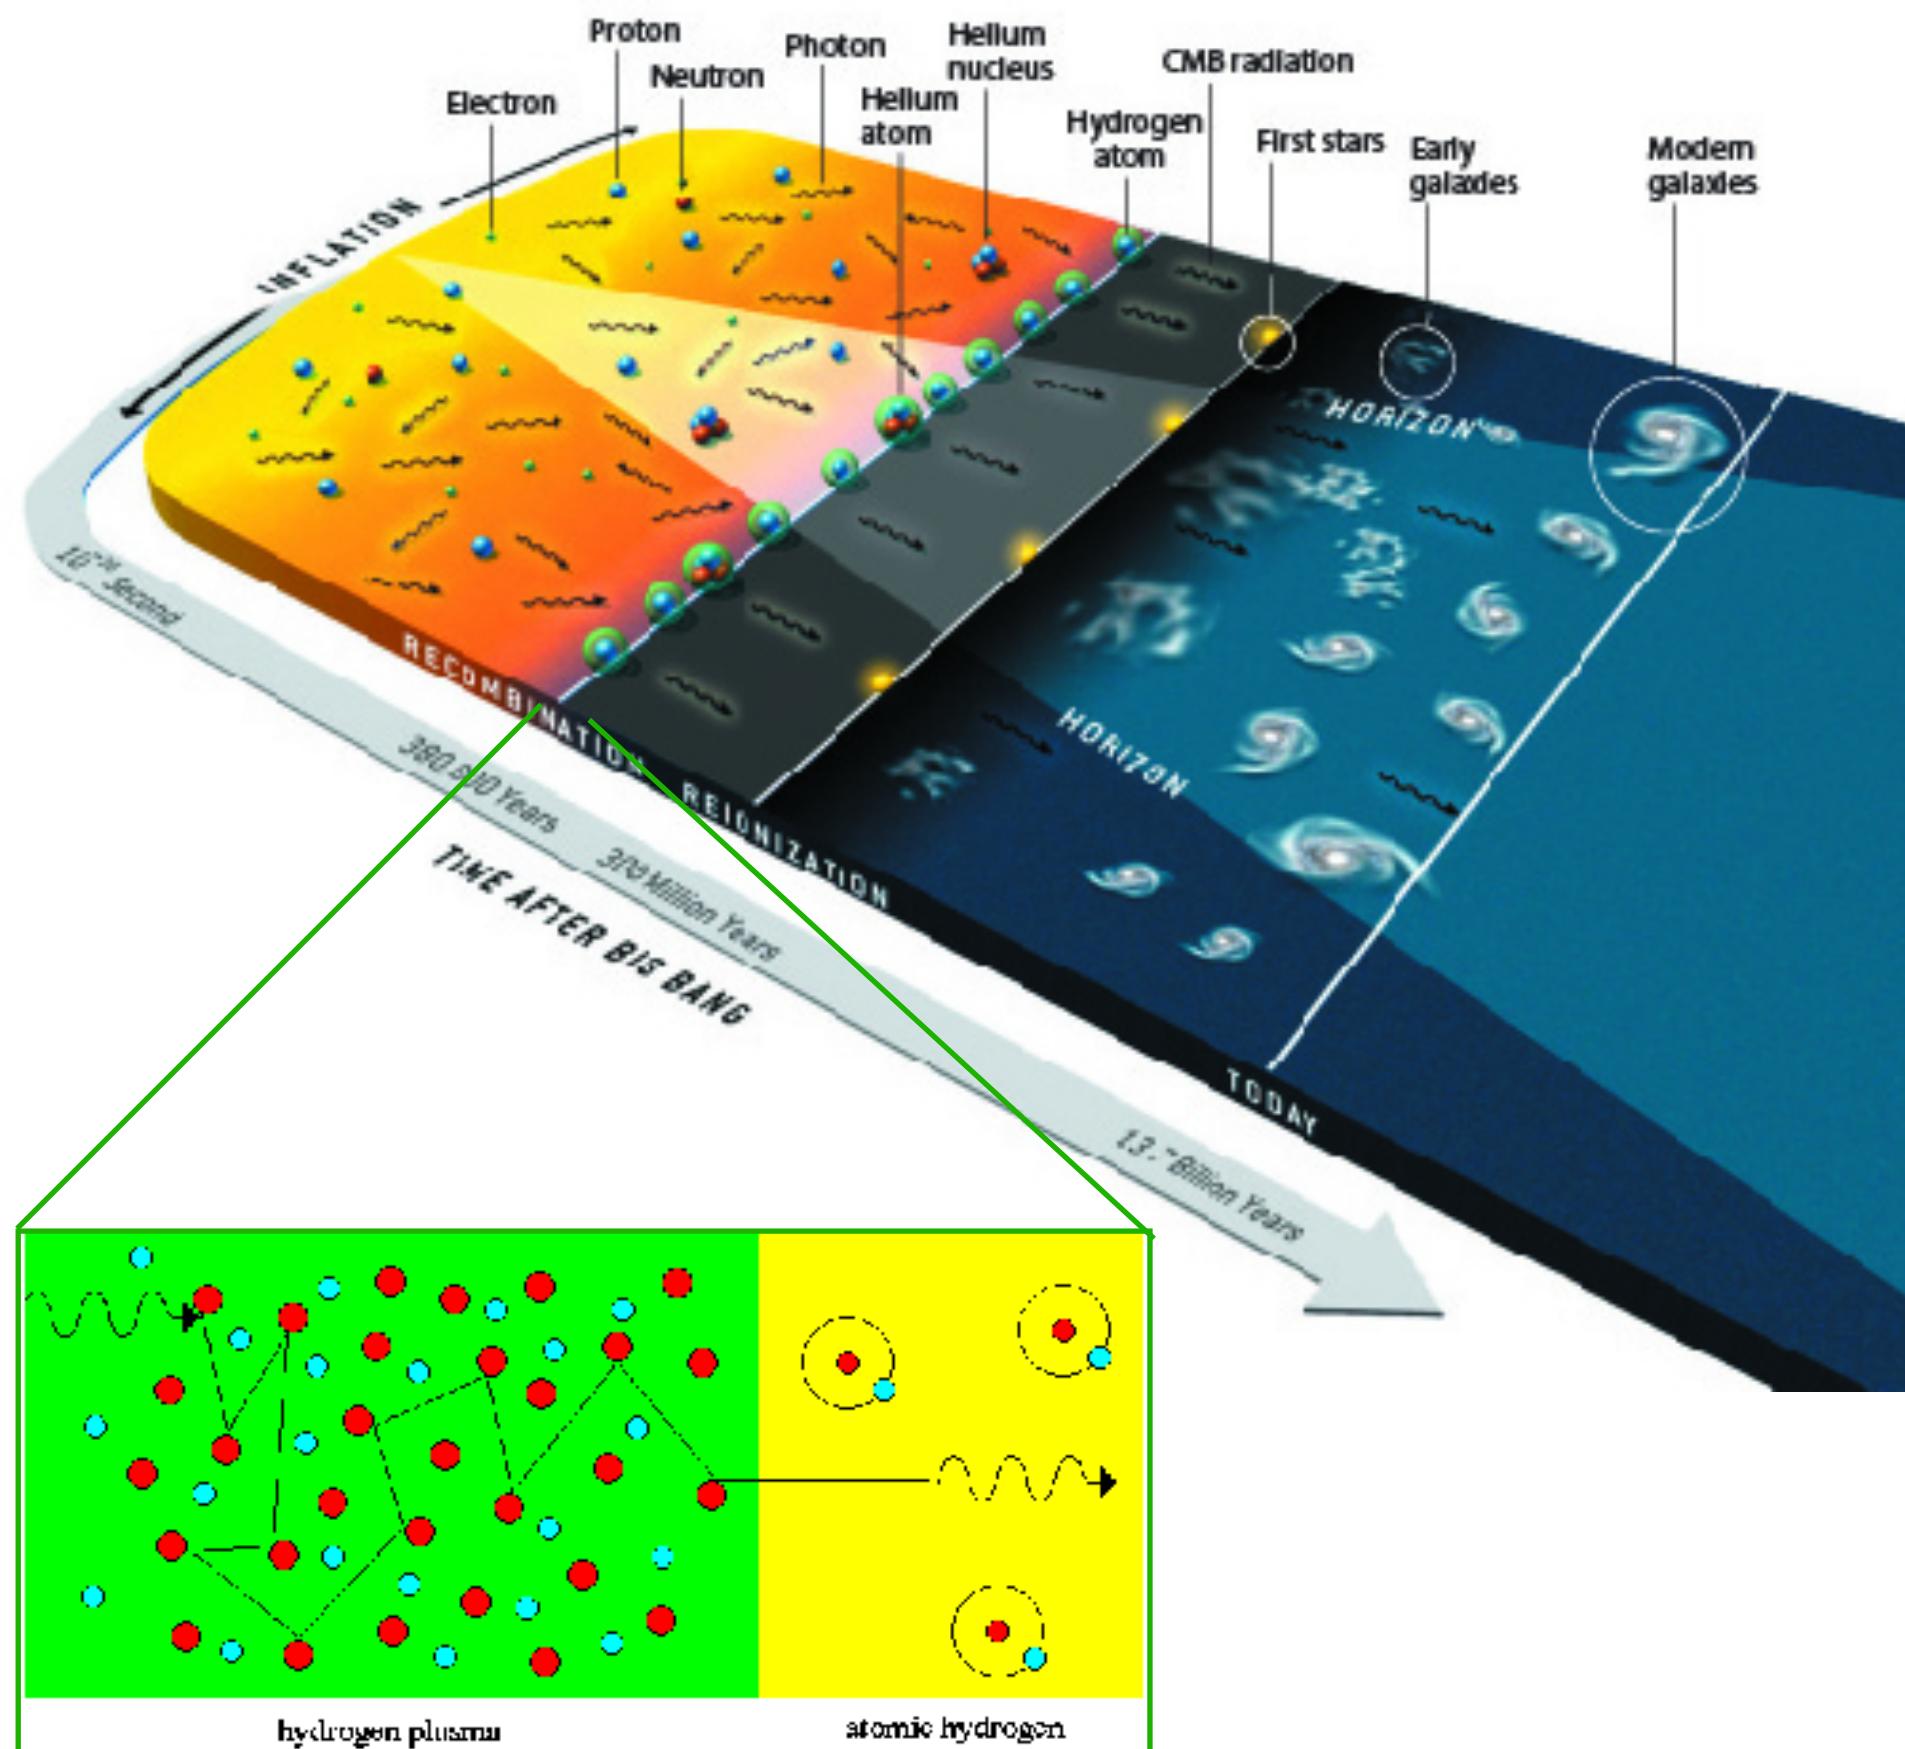 Proton
Photon
Helium
nucleus
CMB radiation
Neutron
Electron
Helium
atom
Hydrogen
atom
First stars
Early
galaxies
Modern
galaxies
INFLATION
HORIZON
HORIZON
Second
RECOMBINATION
380,000 Years
REIONIZATION
Million Years
TIME AFTER BIG BANG
TODAY
Billion Years
hydrogen plasma
atomic hydrogen